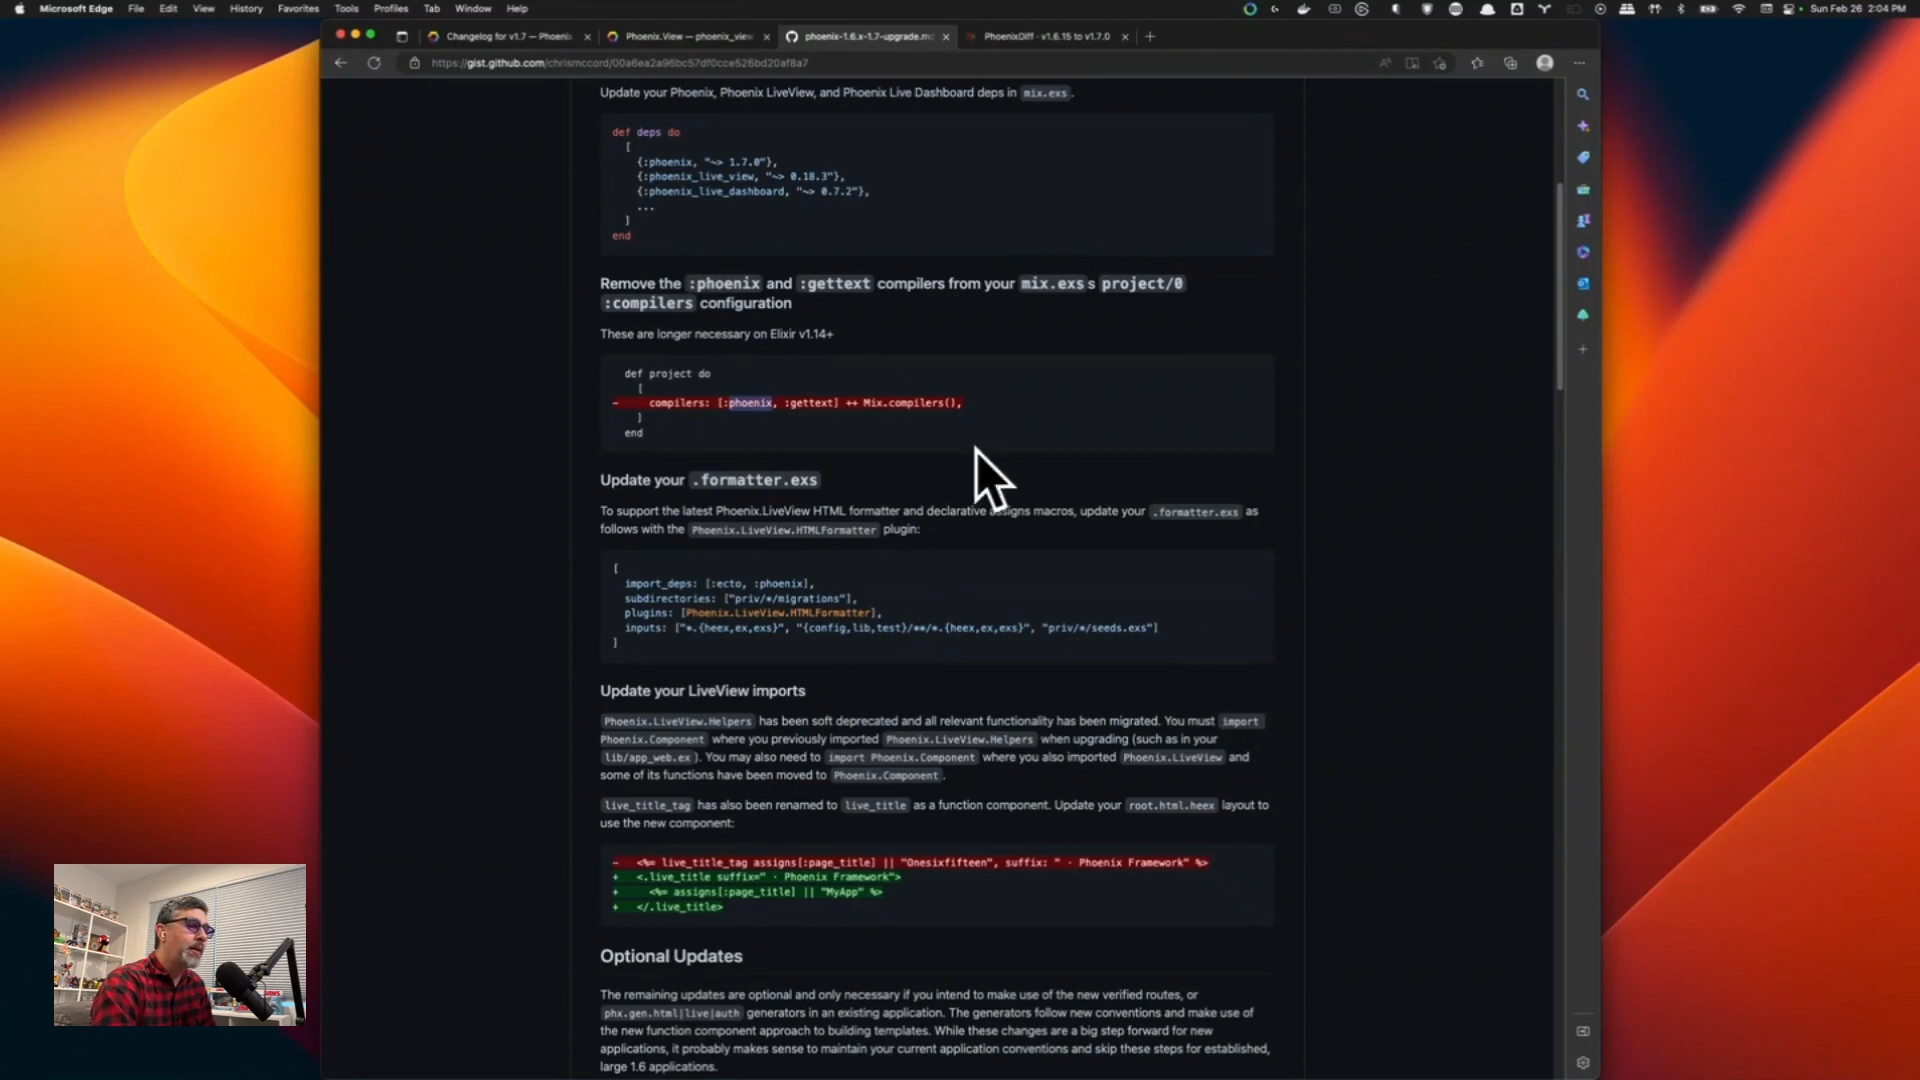 Microsoft Edge File Edit View History Favorites Tools Profiles Tab Window Help Sun Feb 26 2:04 PM
Changelog for v1.7 — Phoenix Phoenix.View — phoenix_view phoenix-1.6.x-1.7-upgrade.md PhoenixDiff · v1.6.15 to v1.7.0
https://gist.github.com/chrismccord/00a6ea2a96bc57df0cce526bd20af8a7
Update your Phoenix, Phoenix LiveView, and Phoenix Live Dashboard deps in mix.exs.
def deps do
[
{:phoenix, "~> 1.7.0"},
{:phoenix_live_view, "~> 0.18.3"},
{:phoenix_live_dashboard, "~> 0.7.2"},
...
]
end
Remove the :phoenix and :gettext compilers from your mix.exs s project/0
:compilers configuration
These are longer necessary on Elixir v1.14+
def project do
[
- compilers: [:phoenix, :gettext] ++ Mix.compilers(),
]
end
Update your .formatter.exs
To support the latest Phoenix.LiveView HTML formatter and declarative assigns macros, update your .formatter.exs as
follows with the Phoenix.LiveView.HTMLFormatter plugin:
[
import_deps: [:ecto, :phoenix],
subdirectories: ["priv/*/migrations"],
plugins: [Phoenix.LiveView.HTMLFormatter],
inputs: ["*.{heex,ex,exs}", "{config,lib,test}/**/*.{heex,ex,exs}", "priv/*/seeds.exs"]
]
Update your LiveView imports
Phoenix.LiveView.Helpers has been soft deprecated and all relevant functionality has been migrated. You must import
Phoenix.Component where you previously imported Phoenix.LiveView.Helpers when upgrading (such as in your
lib/app_web.ex). You may also need to import Phoenix.Component where you also imported Phoenix.LiveView and
some of its functions have been moved to Phoenix.Component.
live_title_tag has also been renamed to live_title as a function component. Update your root.html.heex layout to
use the new component:
- <%= live_title_tag assigns[:page_title] || "Onesixfifteen", suffix: " · Phoenix Framework" %>
+ <.live_title suffix=" · Phoenix Framework">
+ <%= assigns[:page_title] || "MyApp" %>
+ </.live_title>
Optional Updates
The remaining updates are optional and only necessary if you intend to make use of the new verified routes, or
phx.gen.html|live|auth generators in an existing application. The generators follow new conventions and make use of
the new function component approach to building templates. While these changes are a big step forward for new
applications, it probably makes sense to maintain your current application conventions and skip these steps for established,
large 1.6 applications.